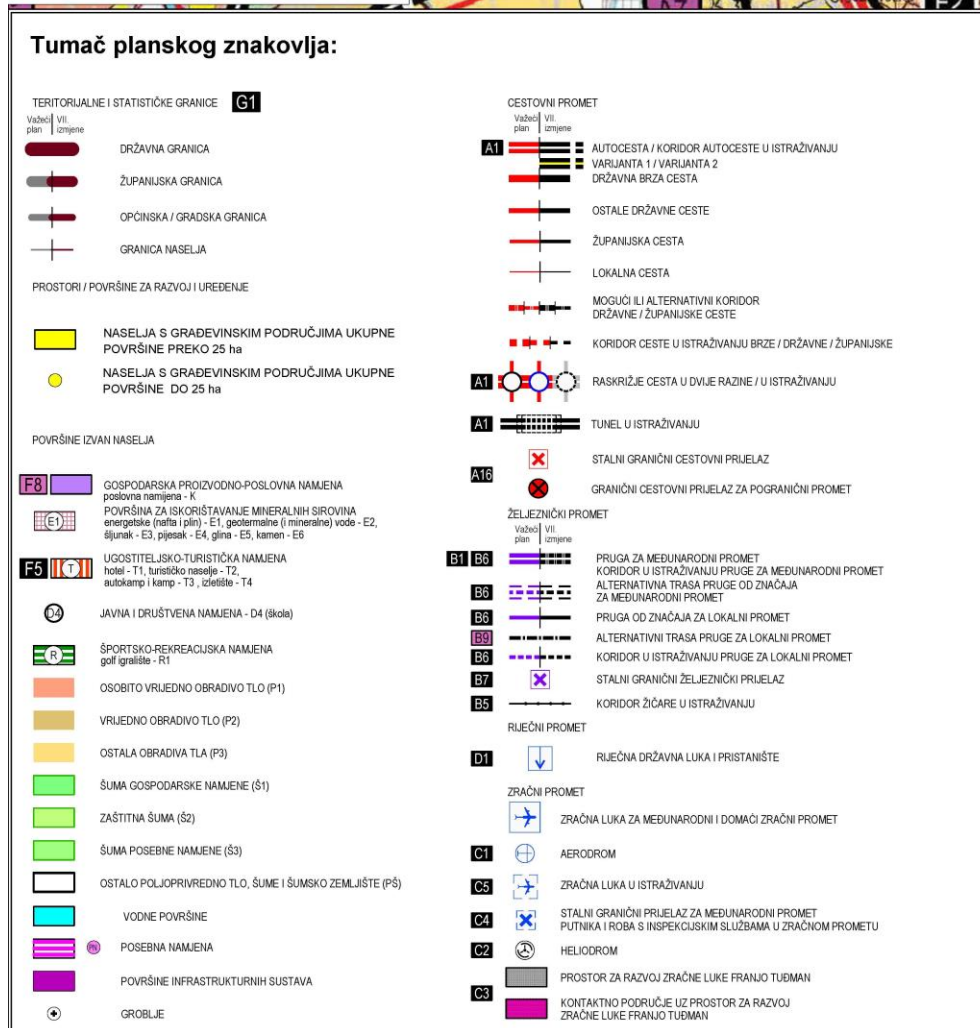 E2
Tumač planskog znakovlja:
TERITORIJALNE I STATISTIČKE GRANICE G1
Važeći plan VII. izmjene
DRŽAVNA GRANICA
ŽUPANIJSKA GRANICA
OPĆINSKA / GRADSKA GRANICA
GRANICA NASELJA
PROSTORI / POVRŠINE ZA RAZVOJ I UREĐENJE
NASELJA S GRAĐEVINSKIM PODRUČJIMA UKUPNE
POVRŠINE PREKO 25 ha
NASELJA S GRAĐEVINSKIM PODRUČJIMA UKUPNE
POVRŠINE DO 25 ha
POVRŠINE IZVAN NASELJA
F8 GOSPODARSKA PROIZVODNO-POSLOVNA NAMJENA
poslovna namijena - K
E1 POVRŠINA ZA ISKORIŠTAVANJE MINERALNIH SIROVINA
energetske (nafta i plin) - E1, geotermalne (i mineralne) vode - E2,
šljunak - E3, pijesak - E4, glina - E5, kamen - E6
F5 T UGOSTITELJSKO-TURISTIČKA NAMJENA
hotel - T1, turističko naselje - T2,
autokamp i kamp - T3 , izletište - T4
D4 JAVNA I DRUŠTVENA NAMJENA - D4 (škola)
R ŠPORTSKO-REKREACIJSKA NAMJENA
golf igralište - R1
OSOBITO VRIJEDNO OBRADIVO TLO (P1)
VRIJEDNO OBRADIVO TLO (P2)
OSTALA OBRADIVA TLA (P3)
ŠUMA GOSPODARSKE NAMJENE (Š1)
ZAŠTITNA ŠUMA (Š2)
ŠUMA POSEBNE NAMJENE (Š3)
OSTALO POLJOPRIVREDNO TLO, ŠUME I ŠUMSKO ZEMLJIŠTE (PŠ)
VODNE POVRŠINE
PN POSEBNA NAMJENA
POVRŠINE INFRASTRUKTURNIH SUSTAVA
GROBLJE
CESTOVNI PROMET
Važeći plan VII. izmjene
A1 AUTOCESTA / KORIDOR AUTOCESTE U ISTRAŽIVANJU
VARIJANTA 1 / VARIJANTA 2
DRŽAVNA BRZA CESTA
OSTALE DRŽAVNE CESTE
ŽUPANIJSKA CESTA
LOKALNA CESTA
MOGUĆI ILI ALTERNATIVNI KORIDOR
DRŽAVNE / ŽUPANIJSKE CESTE
KORIDOR CESTE U ISTRAŽIVANJU BRZE / DRŽAVNE / ŽUPANIJSKE
A1 RASKRIŽJE CESTA U DVIJE RAZINE / U ISTRAŽIVANJU
A1 TUNEL U ISTRAŽIVANJU
A16 STALNI GRANIČNI CESTOVNI PRIJELAZ
GRANIČNI CESTOVNI PRIJELAZ ZA POGRANIČNI PROMET
ŽELJEZNIČKI PROMET
Važeći plan VII. izmjene
B1 B6 PRUGA ZA MEĐUNARODNI PROMET
KORIDOR U ISTRAŽIVANJU PRUGE ZA MEĐUNARODNI PROMET
B6 ALTERNATIVNA TRASA PRUGE OD ZNAČAJA
ZA MEĐUNARODNI PROMET
B6 PRUGA OD ZNAČAJA ZA LOKALNI PROMET
B9 ALTERNATIVNI TRASA PRUGE ZA LOKALNI PROMET
B6 KORIDOR U ISTRAŽIVANJU PRUGE ZA LOKALNI PROMET
B7 STALNI GRANIČNI ŽELJEZNIČKI PRIJELAZ
B5 KORIDOR ŽIČARE U ISTRAŽIVANJU
RIJEČNI PROMET
D1 RIJEČNA DRŽAVNA LUKA I PRISTANIŠTE
ZRAČNI PROMET
ZRAČNA LUKA ZA MEĐUNARODNI I DOMAĆI ZRAČNI PROMET
C1 AERODROM
C5 ZRAČNA LUKA U ISTRAŽIVANJU
C4 STALNI GRANIČNI PRIJELAZ ZA MEĐUNARODNI PROMET
PUTNIKA I ROBA S INSPEKCIJSKIM SLUŽBAMA U ZRAČNOM PROMETU
C2 HELIODROM
C3 PROSTOR ZA RAZVOJ ZRAČNE LUKE FRANJO TUĐMAN
KONTAKTNO PODRUČJE UZ PROSTOR ZA RAZVOJ
ZRAČNE LUKE FRANJO TUĐMAN